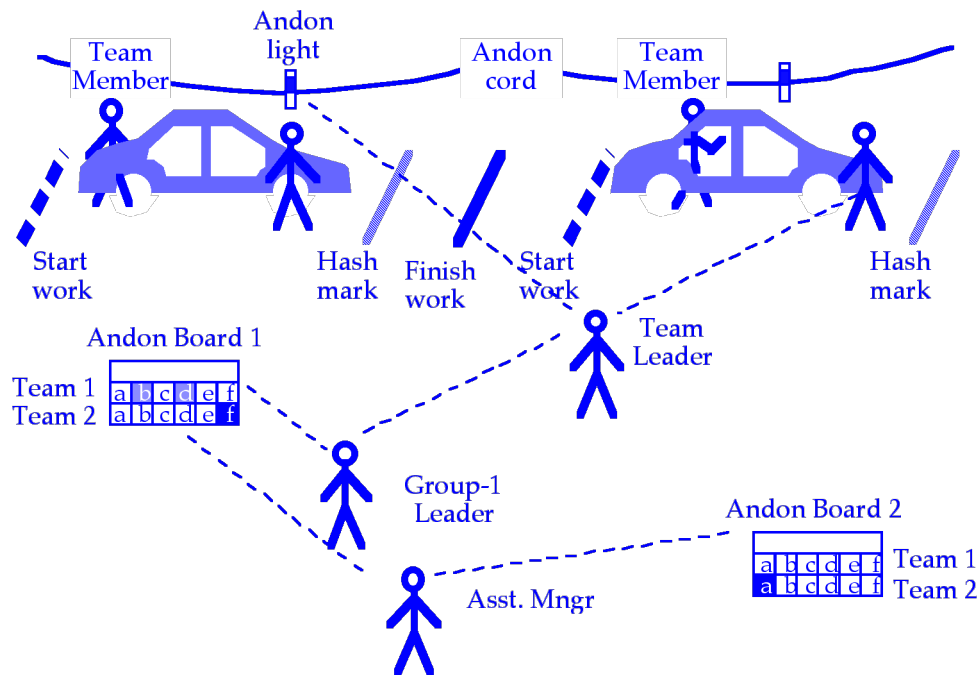 Andon
light
Team
Member
Andon
cord
Team
Member
Start
work
Hash
mark
Finish
work
Start
work
Hash
mark
Team
Leader
Andon Board 1
Team 1
a b c d e f
Team 2
a b c d e f
Group-1
Leader
Andon Board 2
a b c d e f
Team 1
a b c d e f
Team 2
Asst. Mngr